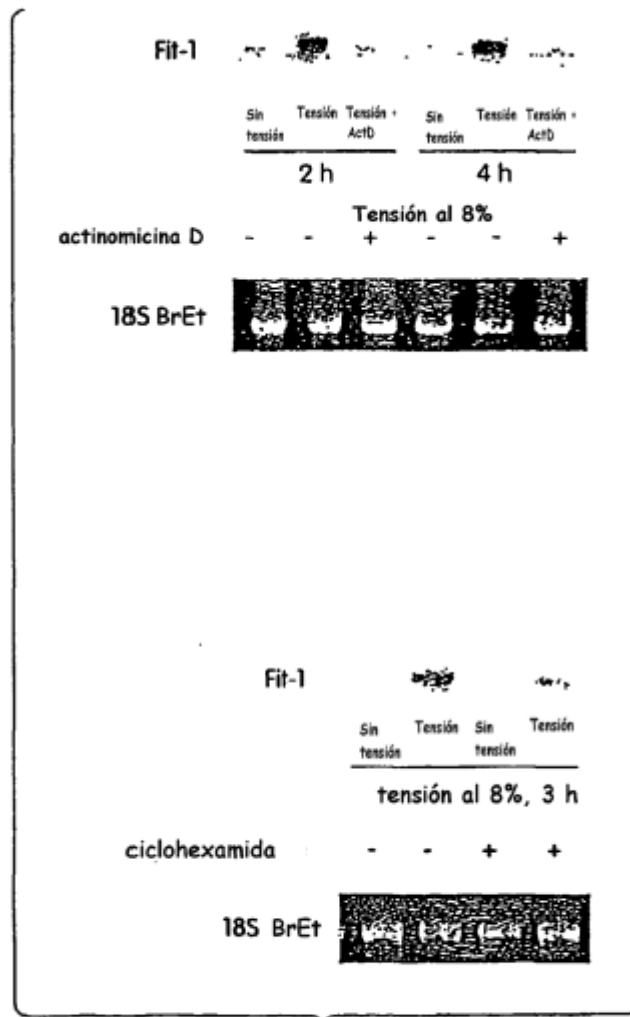 Fit-1
Sin tensión Tensión Tensión + ActD Sin tensión Tensión Tensión + ActD
2 h 4 h
Tensión al 8%
actinomicina D - - + - - +
18S BrEt
Fit-1
Sin tensión Tensión Sin tensión Tensión
tensión al 8%, 3 h
ciclohexamida - - + +
18S BrEt